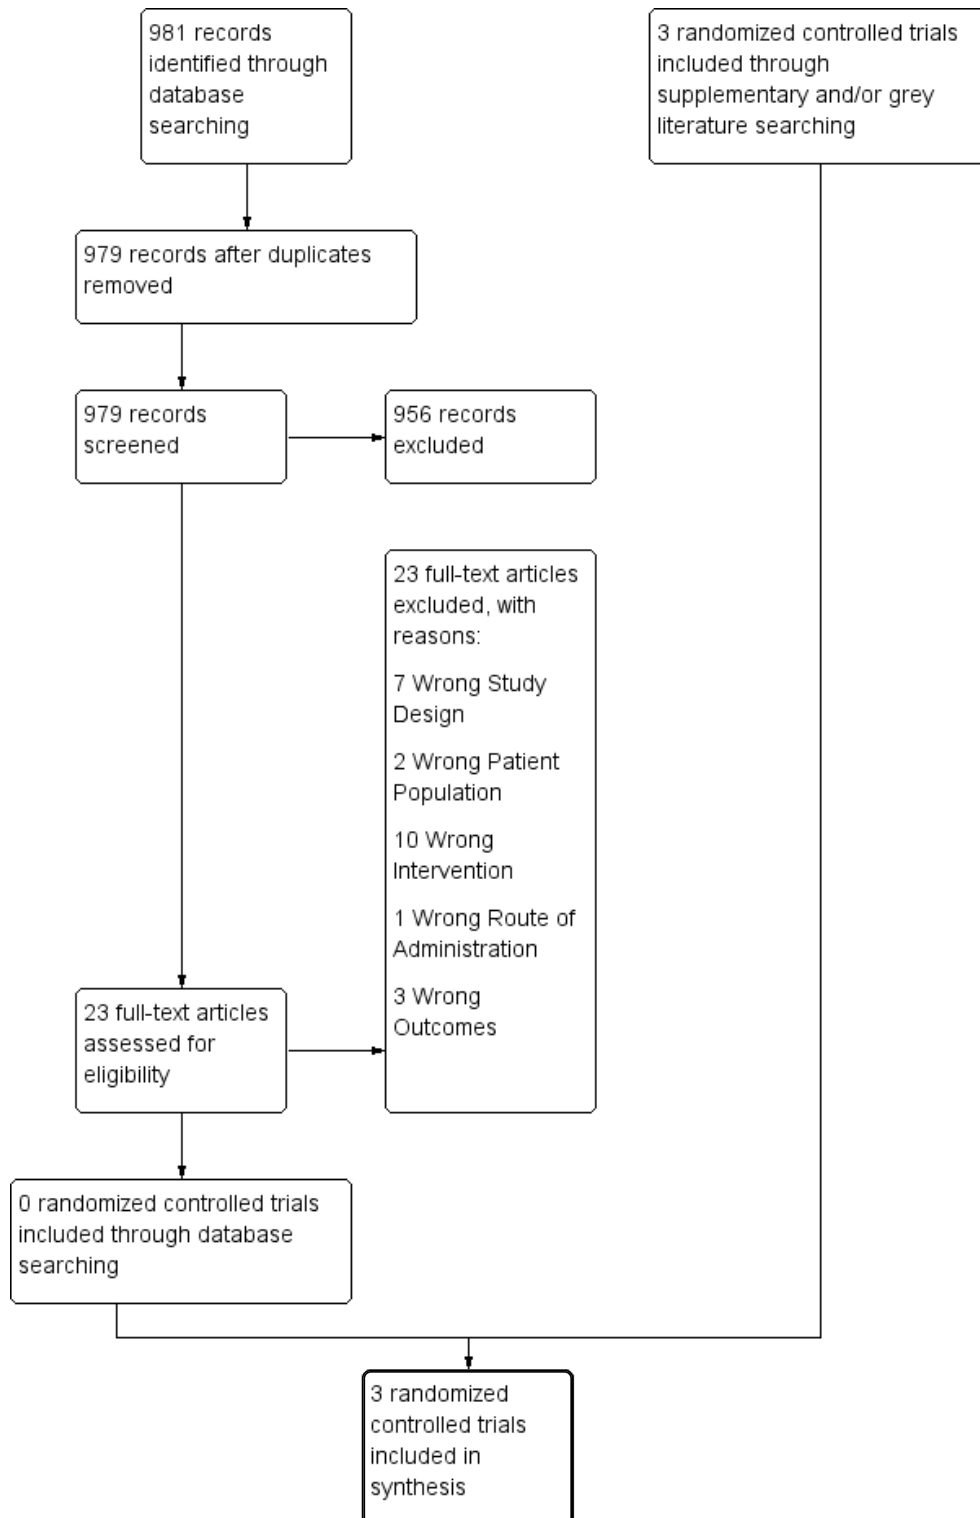 981 records
identified through
database
searching
3 randomized controlled trials
included through
supplementary and/or grey
literature searching
979 records after duplicates
removed
979 records
screened
956 records
excluded
23 full-text articles
excluded, with
reasons:
7 Wrong Study
Design
2 Wrong Patient
Population
10 Wrong
Intervention
1 Wrong Route of
Administration
3 Wrong
Outcomes
23 full-text articles
assessed for
eligibility
0 randomized controlled trials
included through database
searching
3 randomized
controlled trials
included in
synthesis